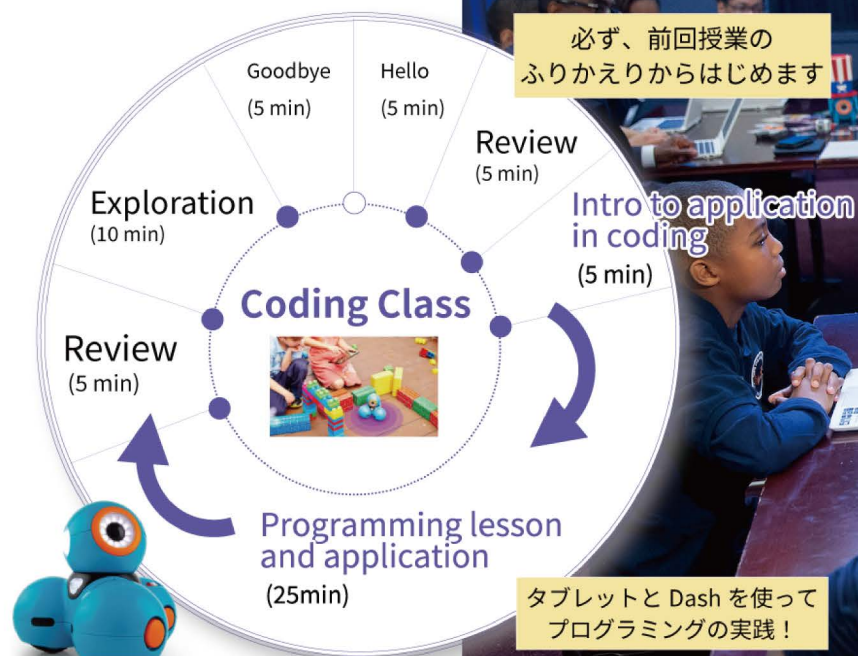 必ず、前回授業の
ふりかえりからはじめます
Goodbye
(5 min)
Hello
(5 min)
Review
(5 min)
Intro to application
in coding
(5 min)
Exploration
(10 min)
Coding Class
Review
(5 min)
Programming lesson
and application
(25min)
タブレットと Dash を使って
プログラミングの実践！